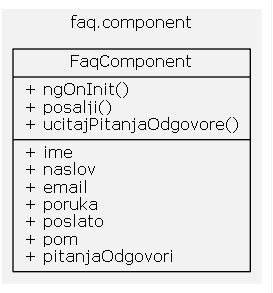 faq.component
FaqComponent
+ ngOnInit()
+ posalji()
+ ucitajPitanjaOdgovore()
+ ime
+ naslov
+ email
+ poruka
+ poslato
+ pom
+ pitanjaOdgovori